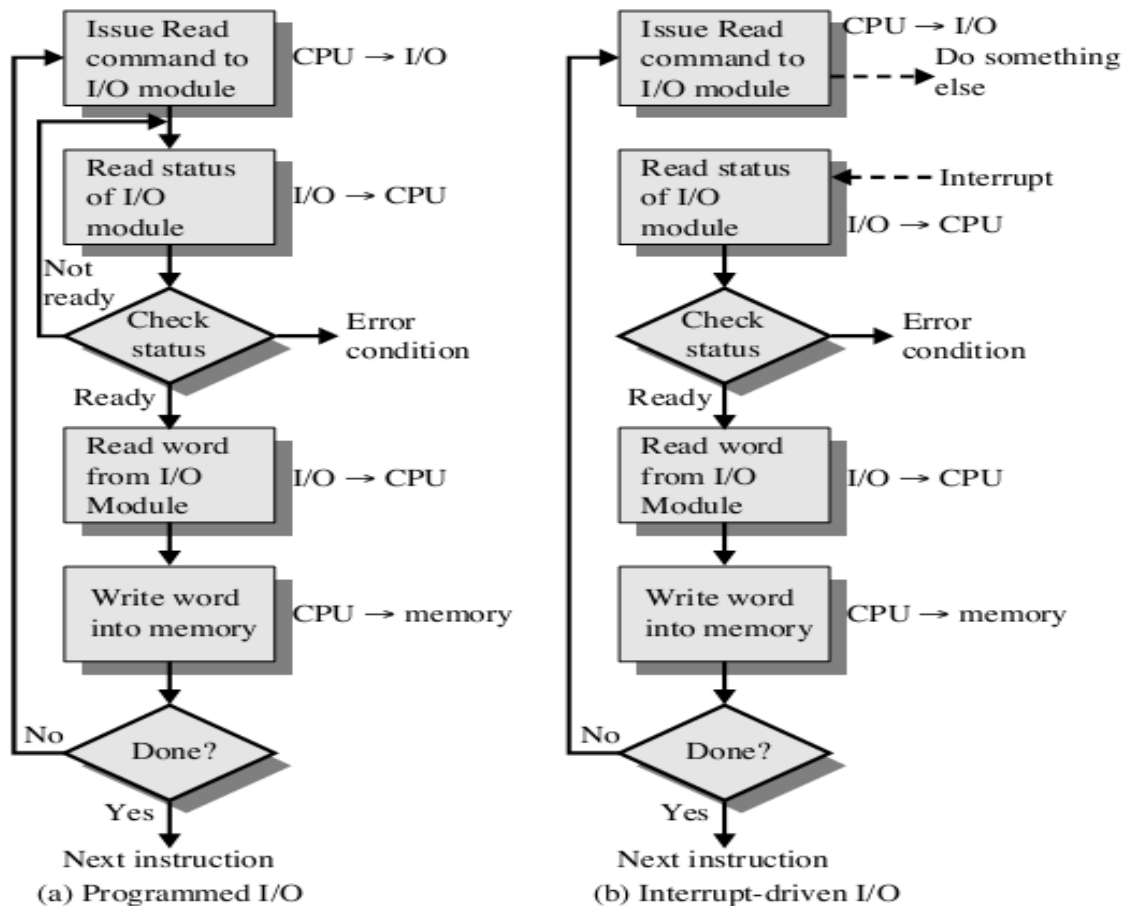 Issue Read
command to
I/O module
CPU → I/O
Read status
of I/O
module
I/O → CPU
Not
ready
Check
status
Error
condition
Ready
Read word
from I/O
Module
I/O → CPU
Write word
into memory
CPU → memory
No
Done?
Yes
Next instruction
(a) Programmed I/O
Issue Read
command to
I/O module
CPU → I/O
Do something
else
Read status
of I/O
module
Interrupt
I/O → CPU
Check
status
Error
condition
Ready
Read word
from I/O
Module
I/O → CPU
Write word
into memory
CPU → memory
No
Done?
Yes
Next instruction
(b) Interrupt-driven I/O